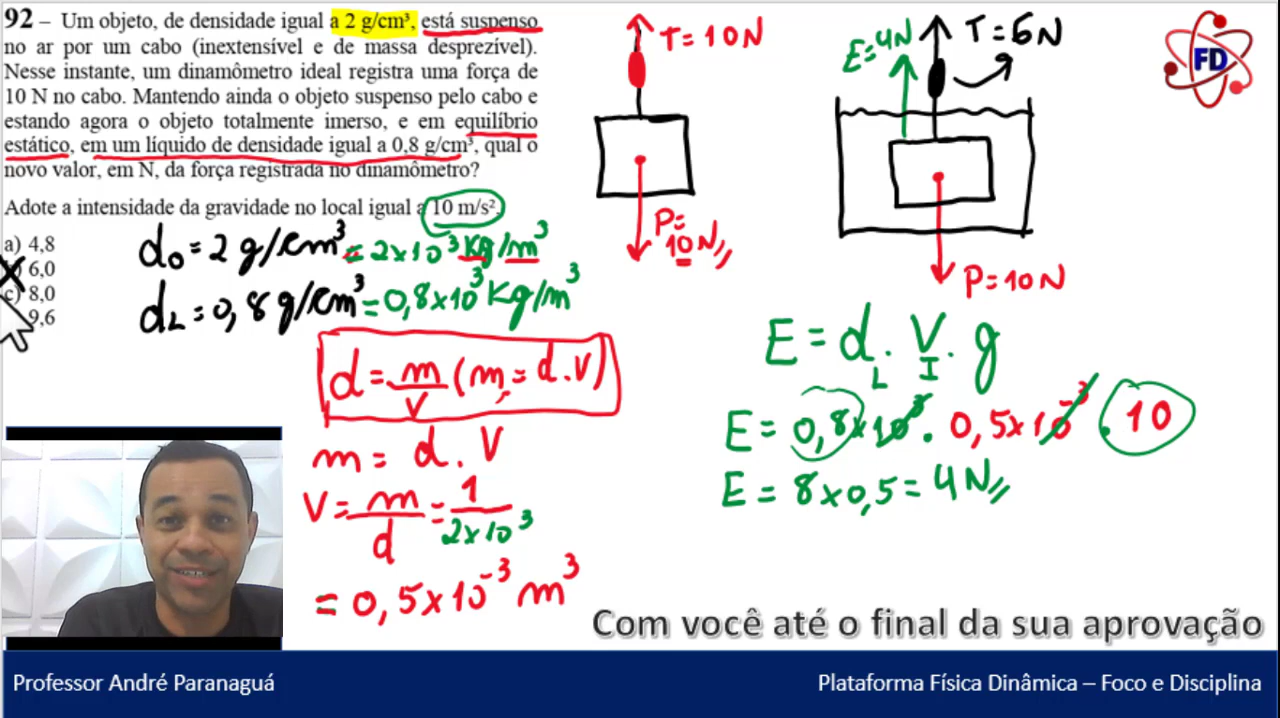 92 – Um objeto, de densidade igual a 2 g/cm³, está suspenso
no ar por um cabo (inextensível e de massa desprezível).
Nesse instante, um dinamômetro ideal registra uma força de
10 N no cabo. Mantendo ainda o objeto suspenso pelo cabo e
estando agora o objeto totalmente imerso, e em equilíbrio
estático, em um líquido de densidade igual a 0,8 g/cm³, qual o
novo valor, em N, da força registrada no dinamômetro?
Adote a intensidade da gravidade no local igual a 10 m/s².
a) 4,8
6,0
c) 8,0
9,6
d₀ = 2 g/cm³ = 2x10³ Kg/m³
d_L = 0,8 g/cm³ = 0,8x10³ Kg/m³
d = m/V (m = d.V)
m = d . V
V = m/d = 1/2x10³
= 0,5x10⁻³ m³
T = 10N
P = 10N
E = 4N
T = 6N
P = 10N
FD
E = d_L . V_I . g
E = 0,8x10³ . 0,5x10⁻³ . 10
E = 8x0,5 = 4N
Com você até o final da sua aprovação
Professor André Paranaguá
Plataforma Física Dinâmica – Foco e Disciplina